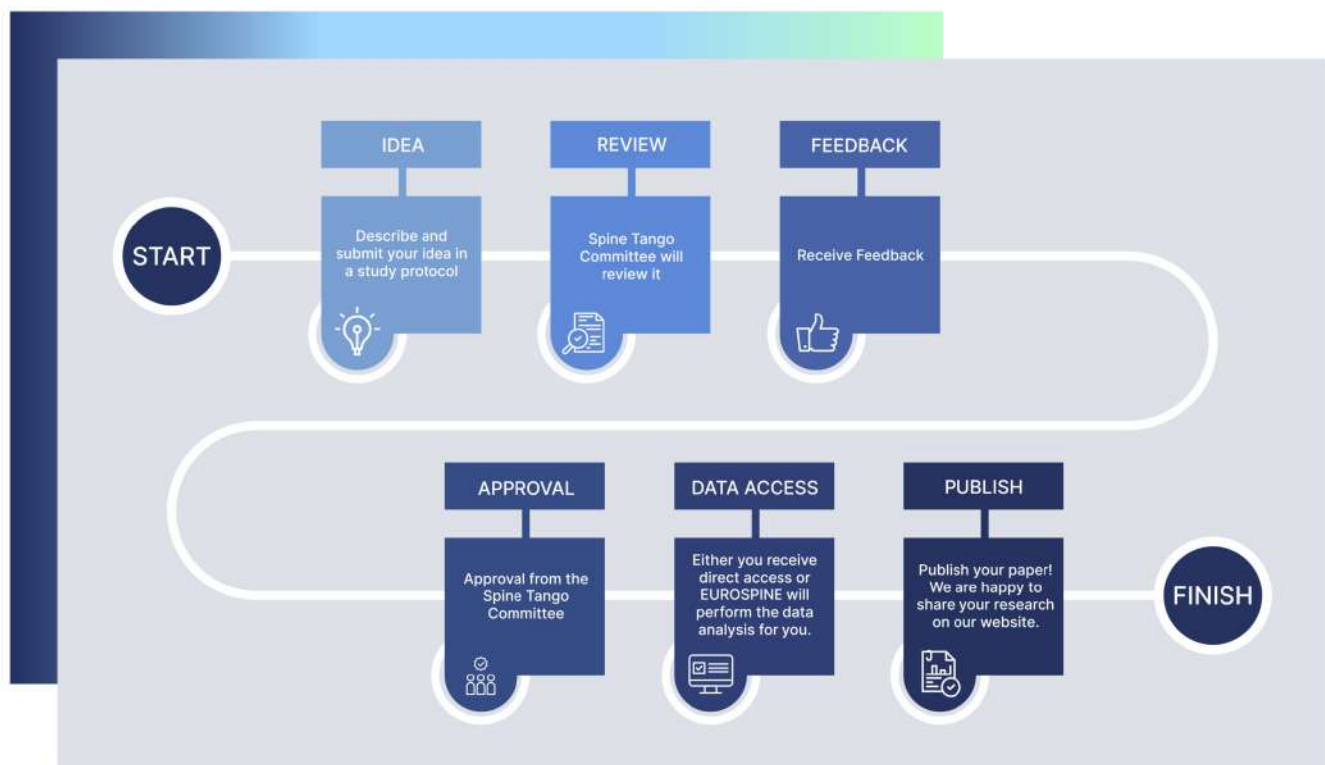 IDEA
REVIEW
FEEDBACK
START
Describe and
submit your idea in
a study protocol
Spine Tango
Committee will
review it
Receive Feedback
APPROVAL
DATA ACCESS
PUBLISH
Approval from the
Spine Tango
Committee
Either you receive
direct access or
EUROSPINE will
perform the data
analysis for you.
Publish your paper!
We are happy to
share your research
on our website.
FINISH